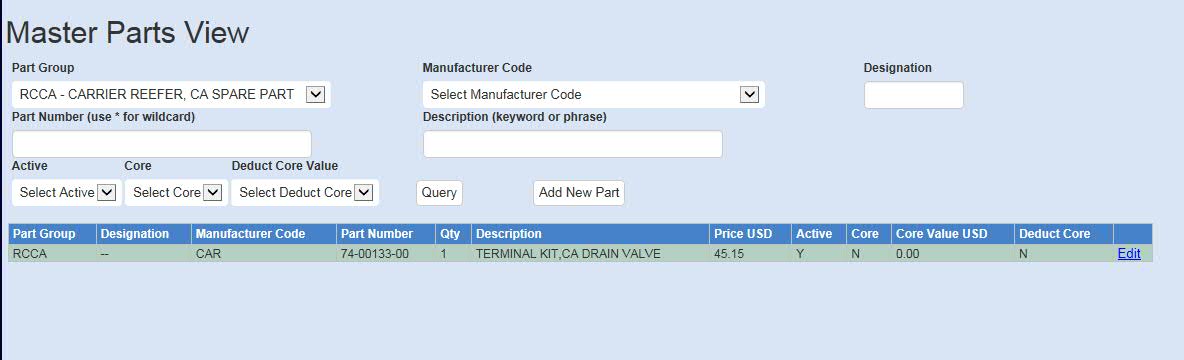 Master Parts View
Part Group Manufacturer Code Designation
RCCA - CARRIER REEFER, CA SPARE PART Select Manufacturer Code
Part Number (use * for wildcard) Description (keyword or phrase)
Active Core Deduct Core Value
Select Active Select Core Select Deduct Core Query Add New Part
Part Group Designation Manufacturer Code Part Number Qty Description Price USD Active Core Core Value USD Deduct Core
RCCA -- CAR 74-00133-00 1 TERMINAL KIT,CA DRAIN VALVE 45.15 Y N 0.00 N Edit